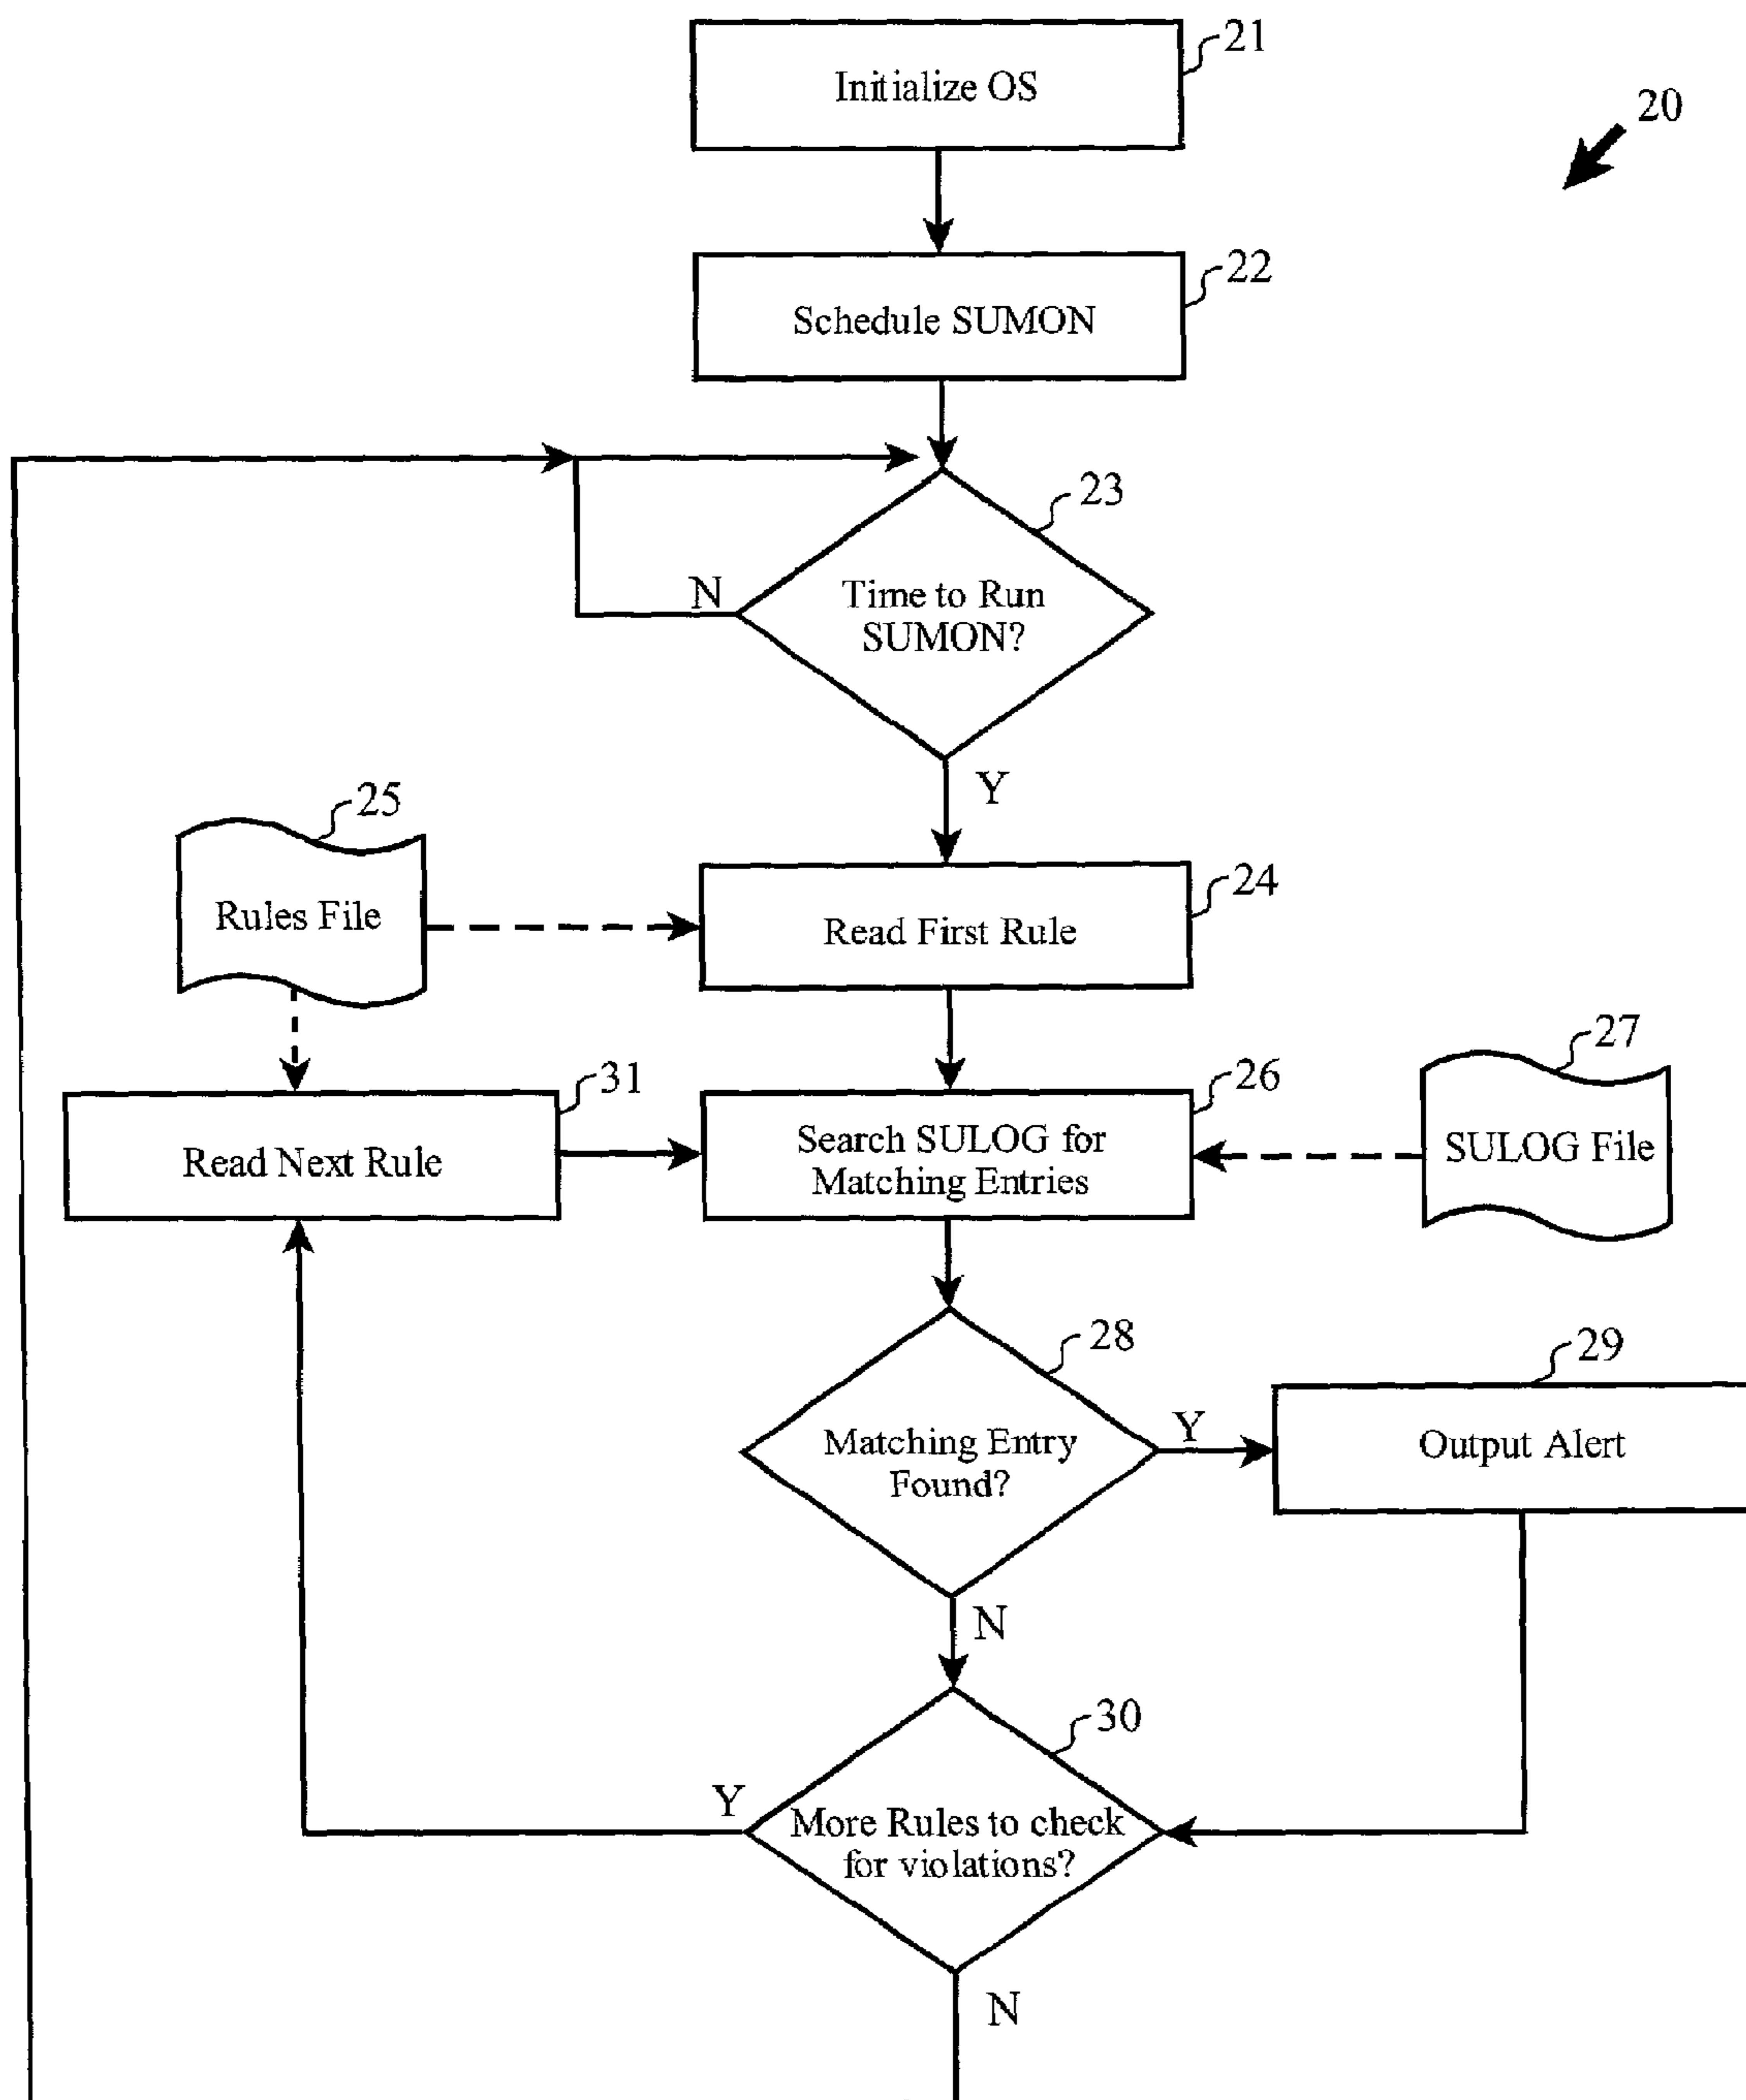 21
Initialize OS
20
22
Schedule SUMON
23
N
Time to Run
SUMON?
Y
25
Rules File
24
Read First Rule
27
SULOG File
31
Read Next Rule
26
Search SULOG for
Matching Entries
28
Matching Entry
Found?
Y
29
Output Alert
N
30
Y
More Rules to check
for violations?
N